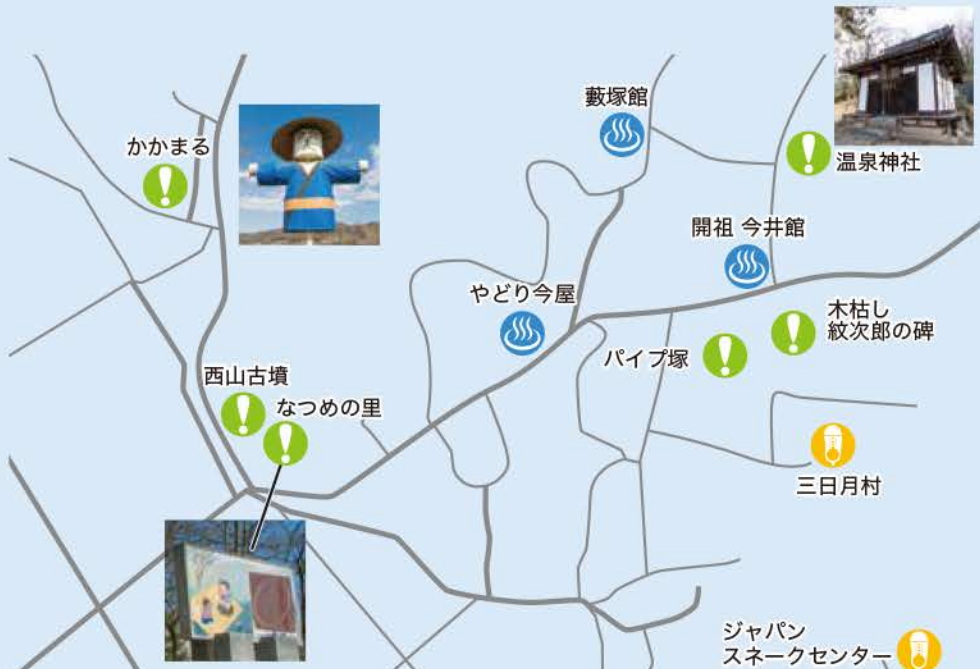 藪塚館
かかまる
温泉神社
開祖 今井館
やどり今屋
木枯し
紋次郎の碑
パイプ塚
西山古墳
なつめの里
三日月村
ジャパン
スネークセンター